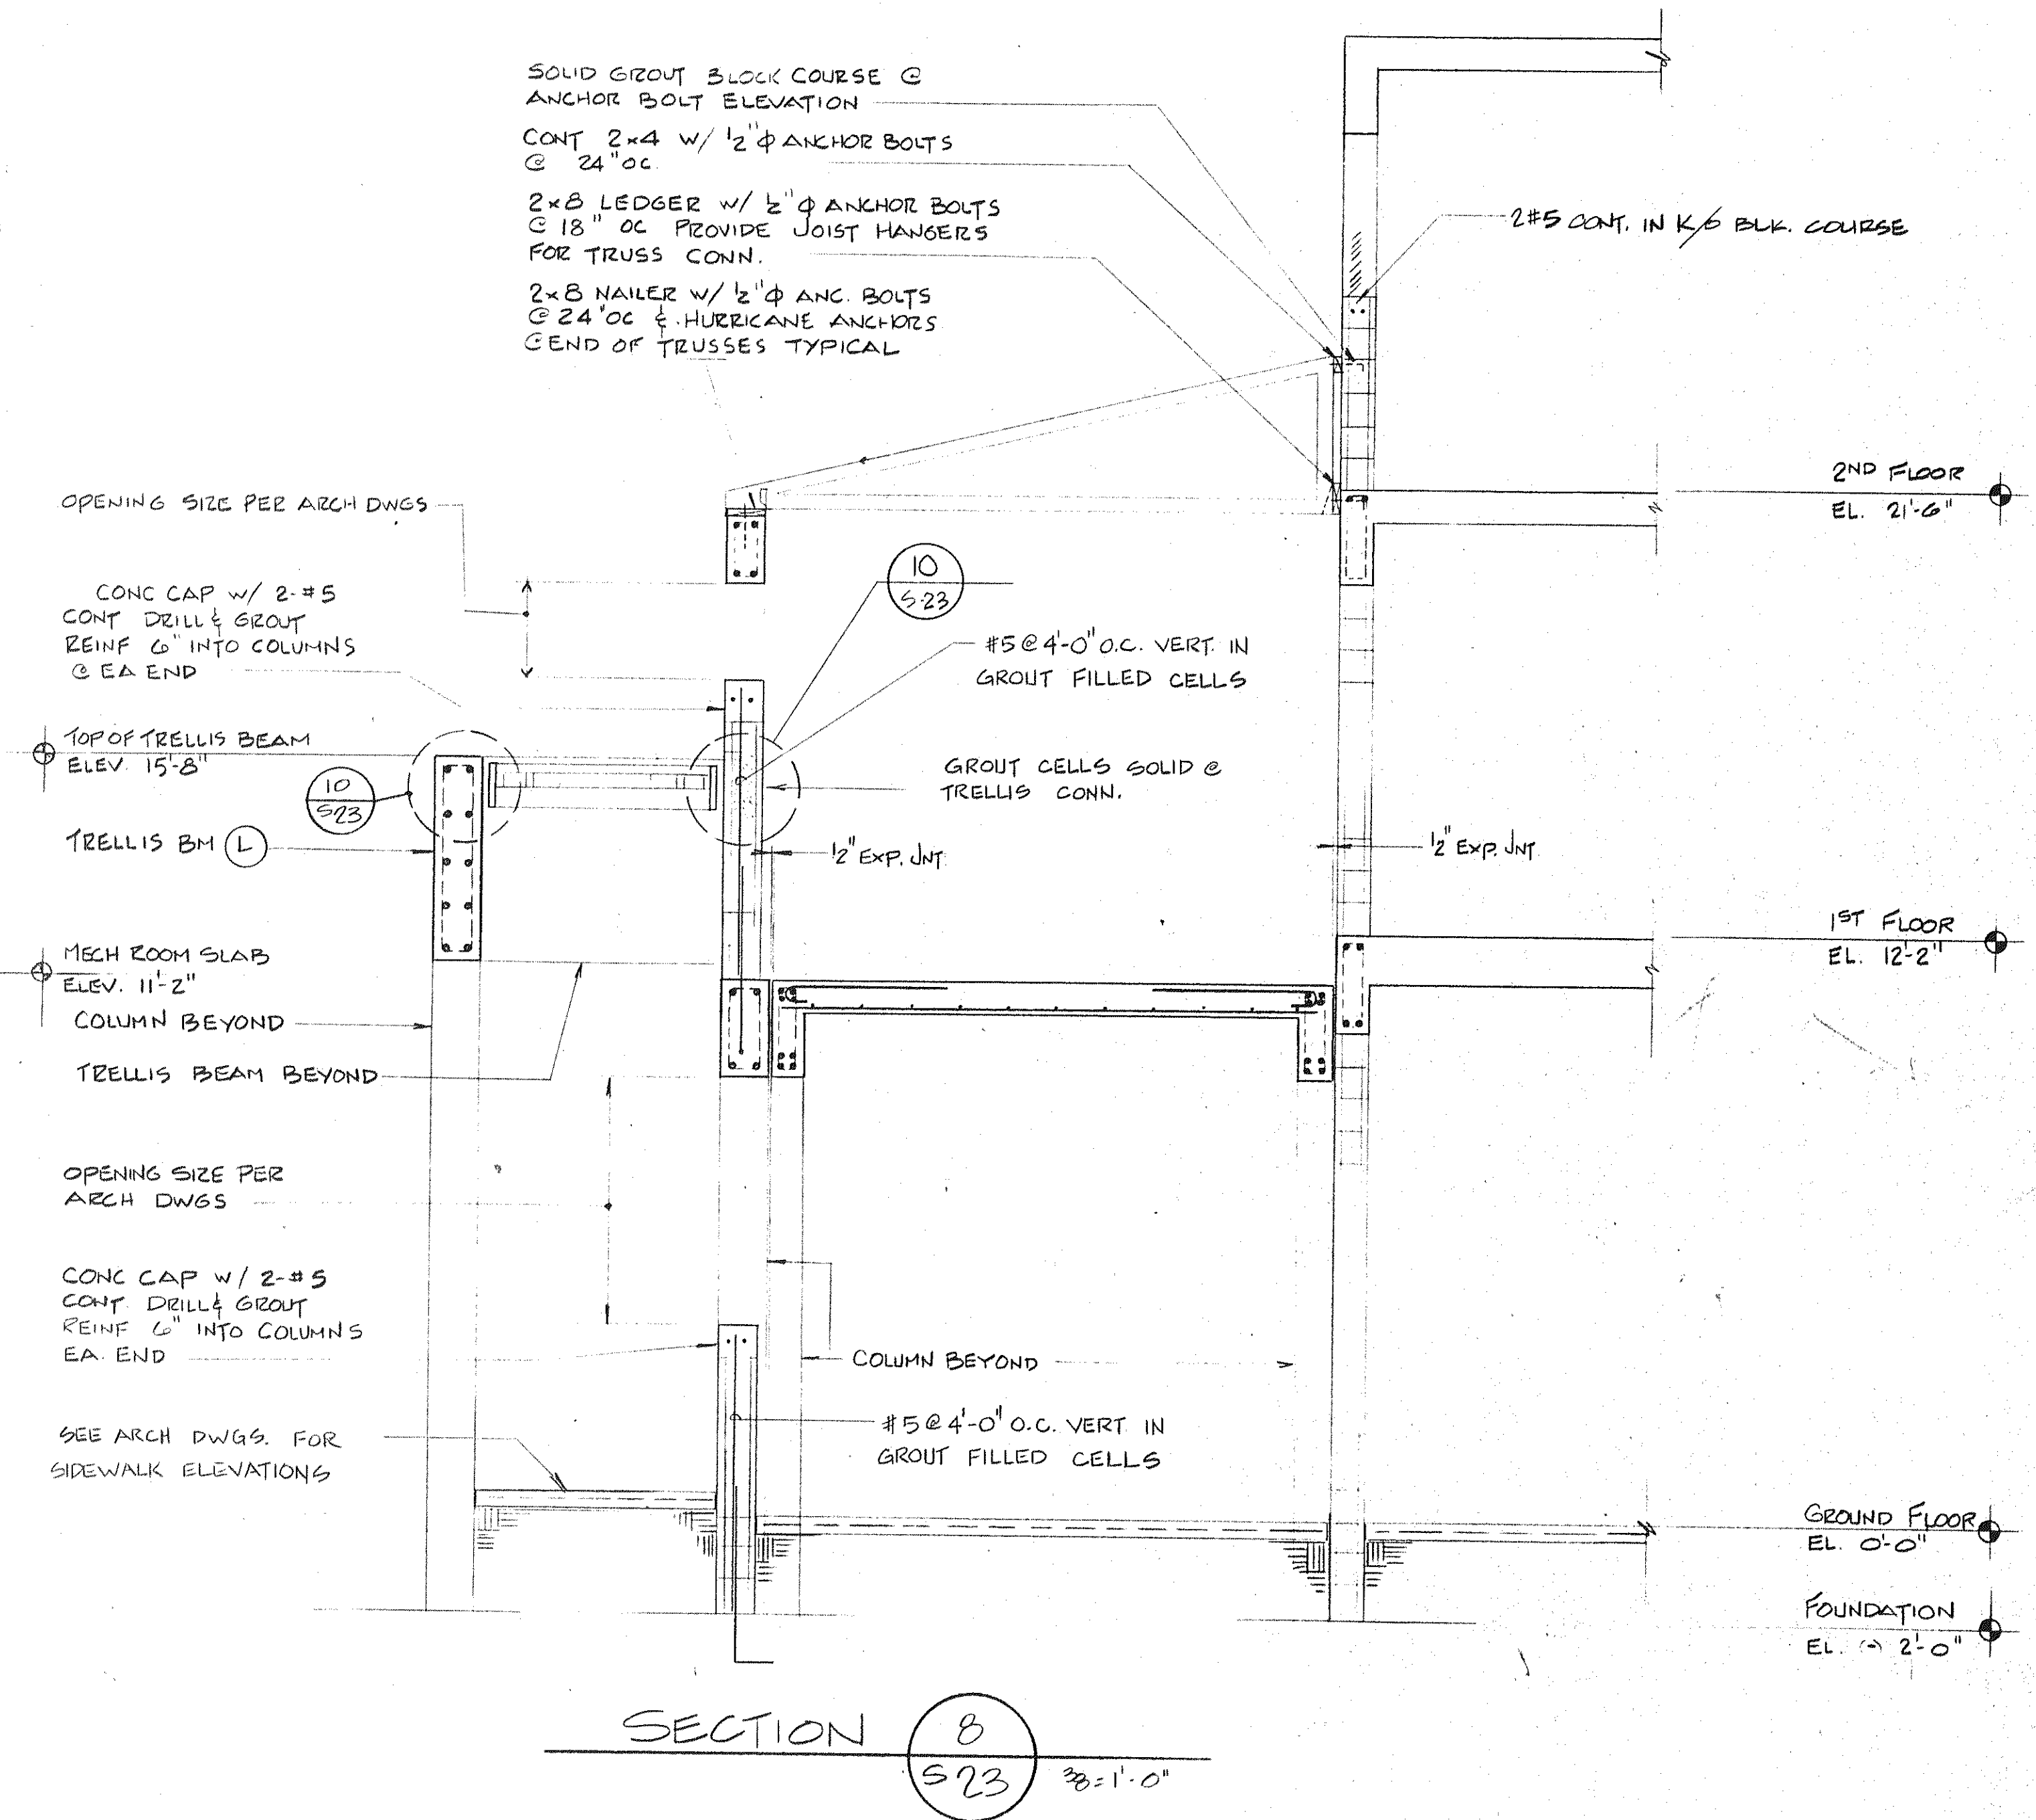 SOLID GROUT BLOCK COURSE @
ANCHOR BOLT ELEVATION
CONT 2x4 W/ 1/2"ϕ ANCHOR BOLTS
@ 24"OC.
2x8 LEDGER W/ 1/2"ϕ ANCHOR BOLTS
@ 18" OC PROVIDE JOIST HANGERS
FOR TRUSS CONN.
2x8 NAILER W/ 1/2"ϕ ANC. BOLTS
@ 24"OC & HURRICANE ANCHORS
@ END OF TRUSSES TYPICAL
2#5 CONT. IN K/O BLK. COURSE
2ND FLOOR
EL. 21'-6"
OPENING SIZE PER ARCH DWGS
CONC CAP W/ 2-#5
CONT DRILL & GROUT
REINF 6" INTO COLUMNS
@ EA END
10
S-23
#5@4'-0" O.C. VERT. IN
GROUT FILLED CELLS
TOP OF TRELLIS BEAM
ELEV. 15'-8"
10
S23
GROUT CELLS SOLID @
TRELLIS CONN.
TRELLIS BM L
1/2" EXP. JNT.
1/2" EXP. JNT.
1ST FLOOR
EL. 12'-2"
MECH ROOM SLAB
ELEV. 11'-2"
COLUMN BEYOND
TRELLIS BEAM BEYOND
OPENING SIZE PER
ARCH DWGS
CONC CAP W/ 2-#5
CONT. DRILL & GROUT
REINF 6" INTO COLUMNS
EA. END
COLUMN BEYOND
#5@4'-0" O.C. VERT. IN
GROUT FILLED CELLS
SEE ARCH DWGS. FOR
SIDEWALK ELEVATIONS
GROUND FLOOR
EL. 0'-0"
FOUNDATION
EL. (-) 2'-0"
SECTION 8
S23 3/8=1'-0"